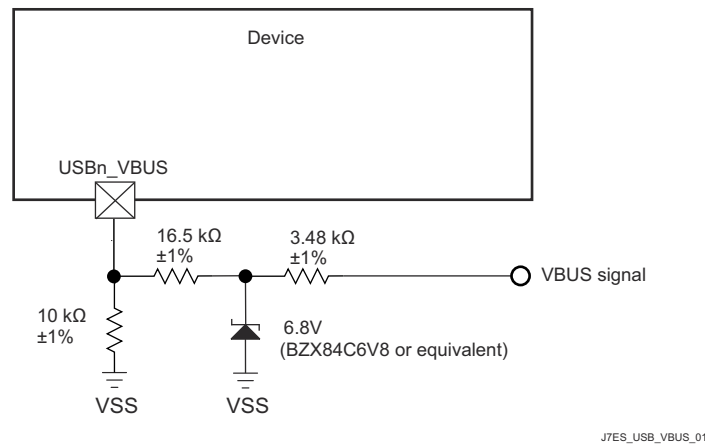 Device
USBn_VBUS
16.5 kΩ
±1%
3.48 kΩ
±1%
VBUS signal
10 kΩ
±1%
6.8V
(BZX84C6V8 or equivalent)
VSS
VSS
J7ES_USB_VBUS_01